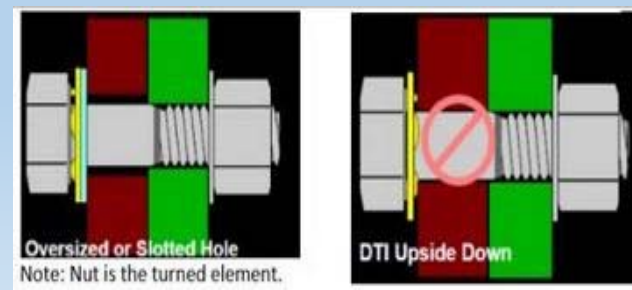 Oversized or Slotted Hole
Note: Nut is the turned element.
DTI Upside Down